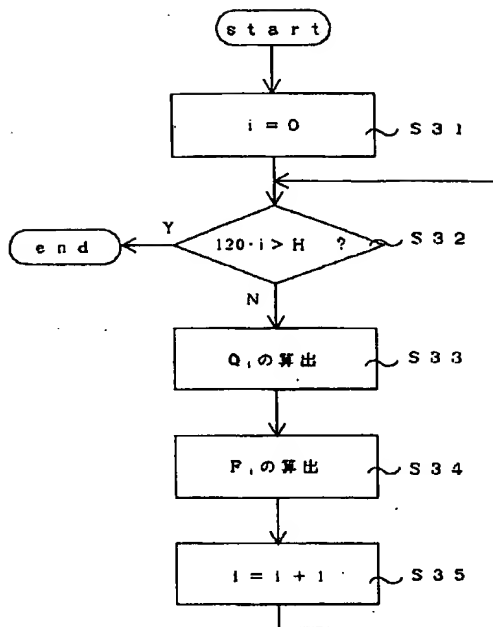 start
i = 0
S31
120・i > H ?
S32
Y
end
N
Qiの算出
S33
Fiの算出
S34
i = i + 1
S35